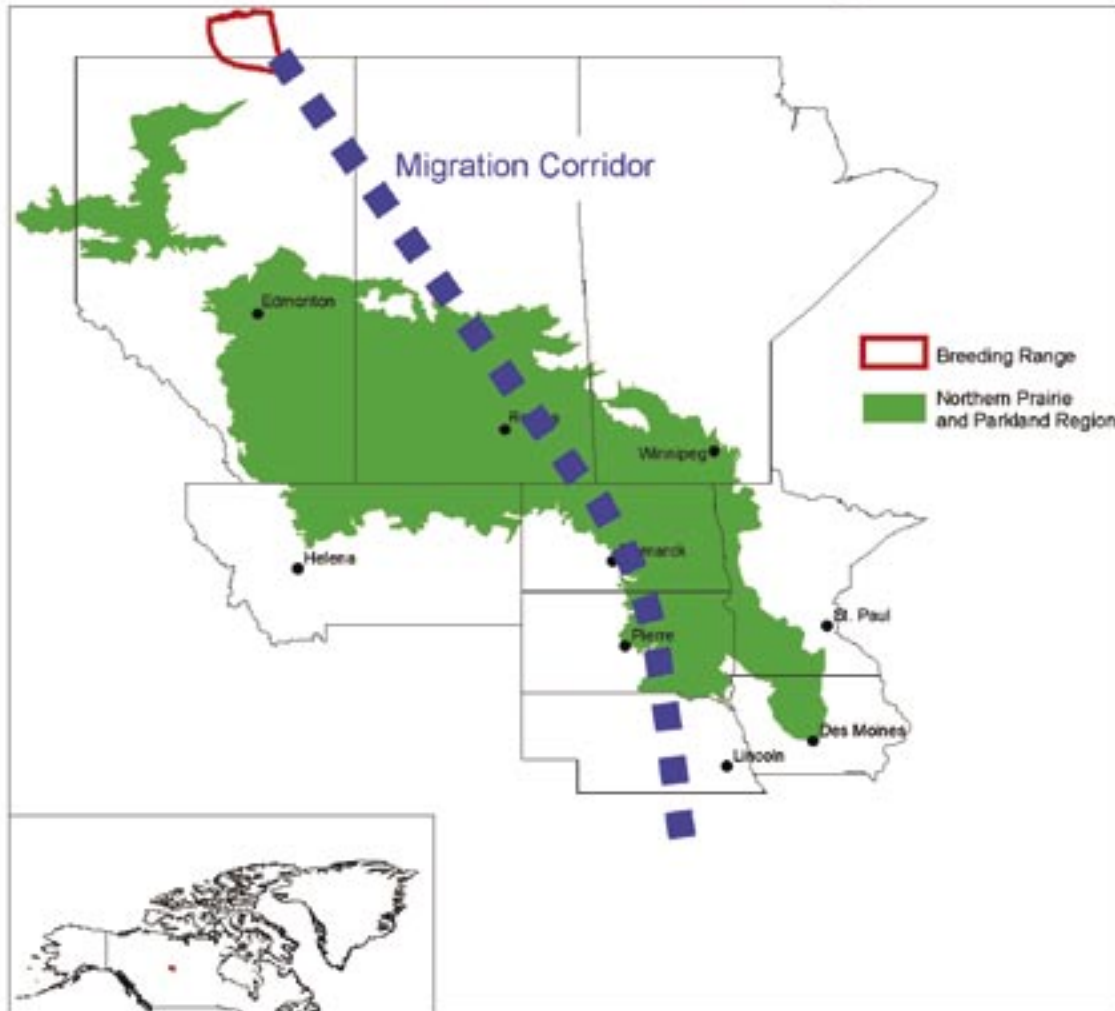 Migration Corridor
Edmonton
Breeding Range
Northern Prairie
and Parkland Region
Winnipeg
Helena
St. Paul
Pierre
Des Moines
Lincoln